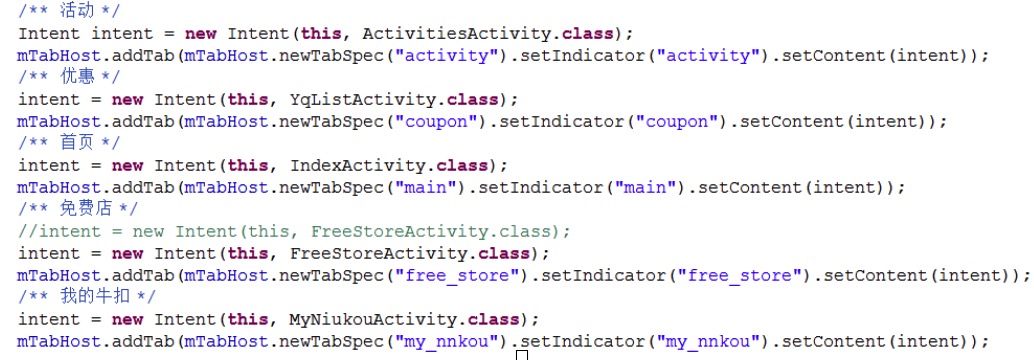 /** 活动 */
Intent intent = new Intent(this, ActivitiesActivity.class);
mTabHost.addTab(mTabHost.newTabSpec("activity").setIndicator("activity").setContent(intent));
/** 优惠 */
intent = new Intent(this, YqListActivity.class);
mTabHost.addTab(mTabHost.newTabSpec("coupon").setIndicator("coupon").setContent(intent));
/** 首页 */
intent = new Intent(this, IndexActivity.class);
mTabHost.addTab(mTabHost.newTabSpec("main").setIndicator("main").setContent(intent));
/** 免费店 */
//intent = new Intent(this, FreeStoreActivity.class);
intent = new Intent(this, FreeStoreActivity.class);
mTabHost.addTab(mTabHost.newTabSpec("free_store").setIndicator("free_store").setContent(intent));
/** 我的牛扣 */
intent = new Intent(this, MyNiukouActivity.class);
mTabHost.addTab(mTabHost.newTabSpec("my_nnkou").setIndicator("my_nnkou").setContent(intent));